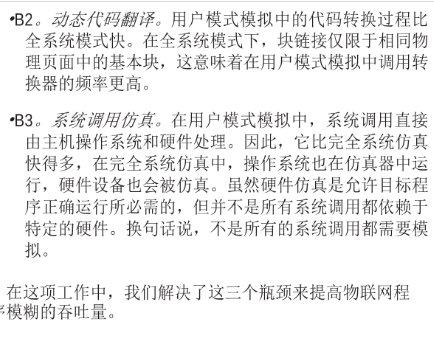 •B2。动态代码翻译。用户模式模拟中的代码转换过程比
全系统模式快。在全系统模式下，块链接仅限于相同物
理页面中的基本块，这意味着在用户模式模拟中调用转
换器的频率更高。
•B3。系统调用仿真。在用户模式模拟中，系统调用直接
由主机操作系统和硬件处理。因此，它比完全系统仿真
快得多，在完全系统仿真中，操作系统也在仿真器中运
行，硬件设备也会被仿真。虽然硬件仿真是允许目标程
序正确运行所必需的，但并不是所有系统调用都依赖于
特定的硬件。换句话说，不是所有的系统调用都需要模
拟。
在这项工作中，我们解决了这三个瓶颈来提高物联网程
序模糊的吞吐量。